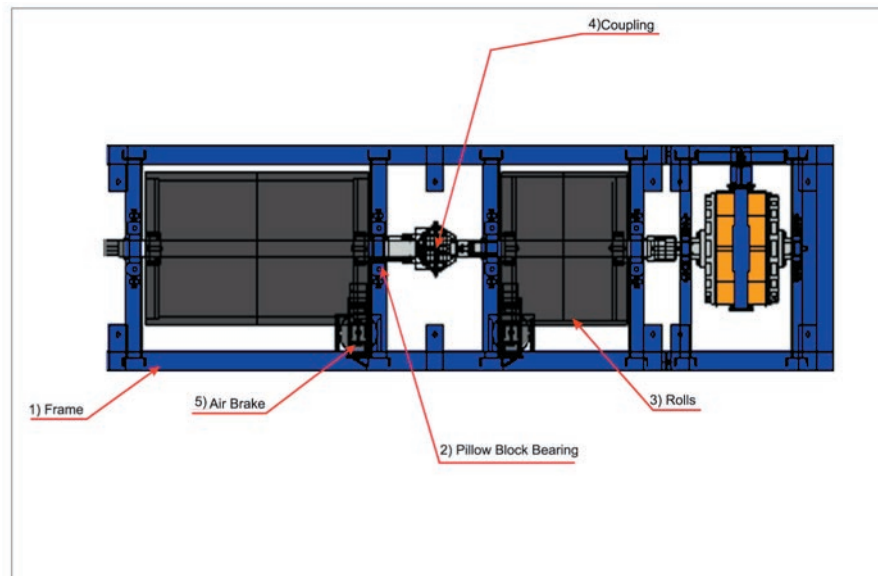 4)Coupling
1) Frame
5) Air Brake
3) Rolls
2) Pillow Block Bearing